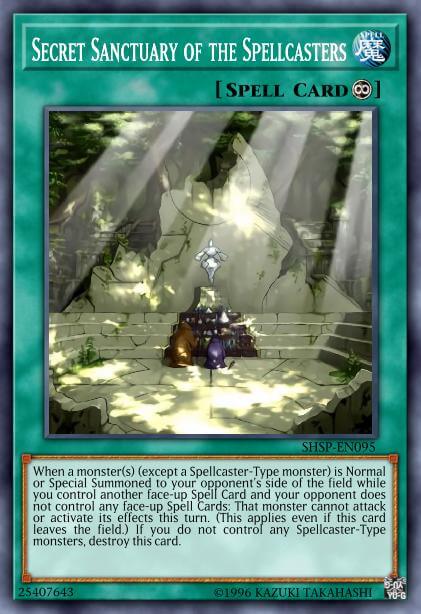 SECRET SANCTUARY OF THE SPELLCASTERS
SPELL
魔
[SPELL CARD]
SHSP-EN095
When a monster(s) (except a Spellcaster-Type monster) is Normal
or Special Summoned to your opponent's side of the field while
you control another face-up Spell Card and your opponent does
not control any face-up Spell Cards: That monster cannot attack
or activate its effects this turn. (This applies even if this card
leaves the field.) If you do not control any Spellcaster-Type
monsters, destroy this card.
25407643
©1996 KAZUKI TAKAHASHI